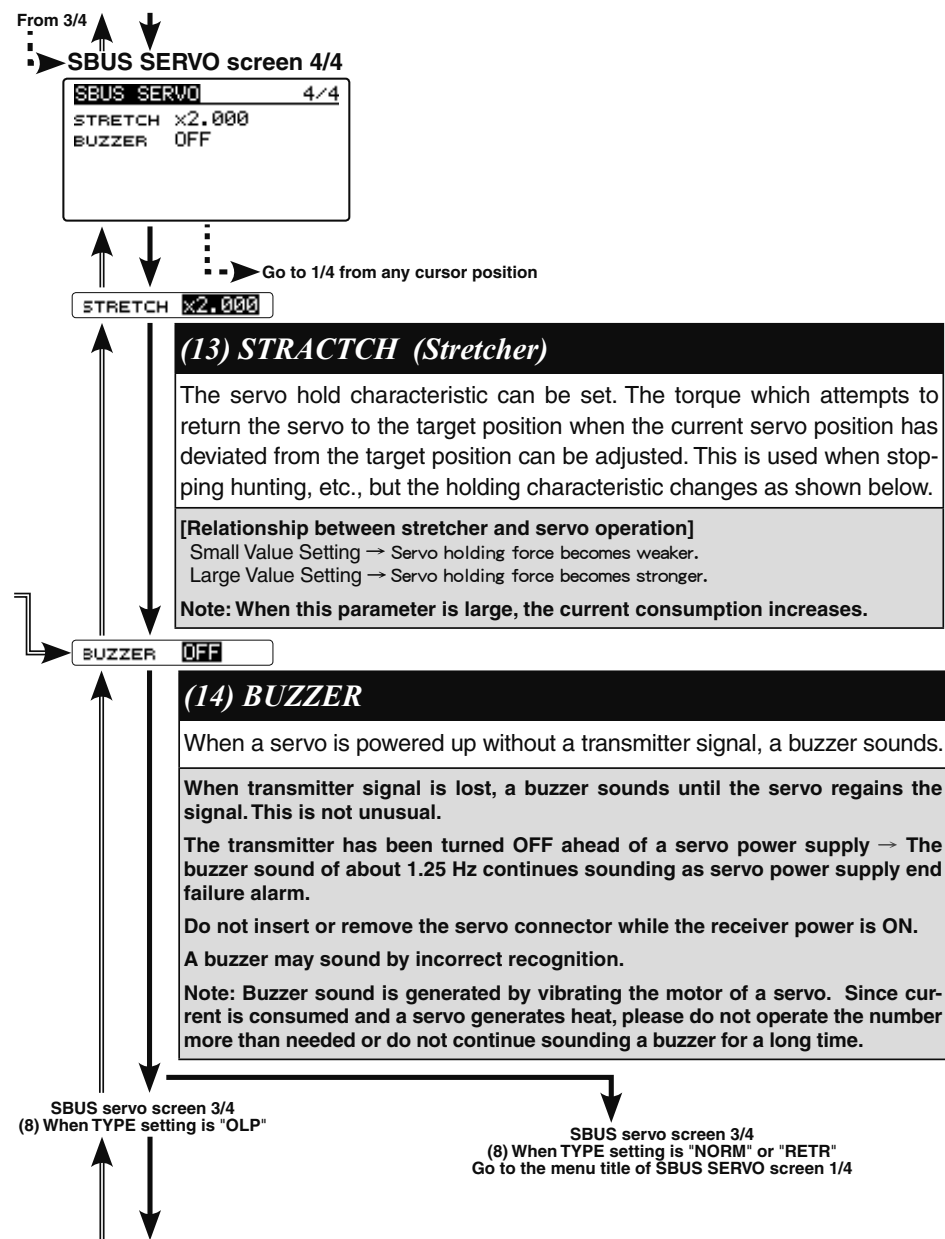 From 3/4
SBUS SERVO screen 4/4
SBUS SERVO 4/4
STRETCH x2.000
BUZZER OFF
Go to 1/4 from any cursor position
STRETCH x2.000
(13) STRACTCH (Stretcher)
The servo hold characteristic can be set. The torque which attempts to
return the servo to the target position when the current servo position has
deviated from the target position can be adjusted. This is used when stop-
ping hunting, etc., but the holding characteristic changes as shown below.
[Relationship between stretcher and servo operation]
Small Value Setting → Servo holding force becomes weaker.
Large Value Setting → Servo holding force becomes stronger.
Note: When this parameter is large, the current consumption increases.
BUZZER OFF
(14) BUZZER
When a servo is powered up without a transmitter signal, a buzzer sounds.
When transmitter signal is lost, a buzzer sounds until the servo regains the
signal. This is not unusual.
The transmitter has been turned OFF ahead of a servo power supply → The
buzzer sound of about 1.25 Hz continues sounding as servo power supply end
failure alarm.
Do not insert or remove the servo connector while the receiver power is ON.
A buzzer may sound by incorrect recognition.
Note: Buzzer sound is generated by vibrating the motor of a servo. Since cur-
rent is consumed and a servo generates heat, please do not operate the number
more than needed or do not continue sounding a buzzer for a long time.
SBUS servo screen 3/4
(8) When TYPE setting is "OLP"
SBUS servo screen 3/4
(8) When TYPE setting is "NORM" or "RETR"
Go to the menu title of SBUS SERVO screen 1/4